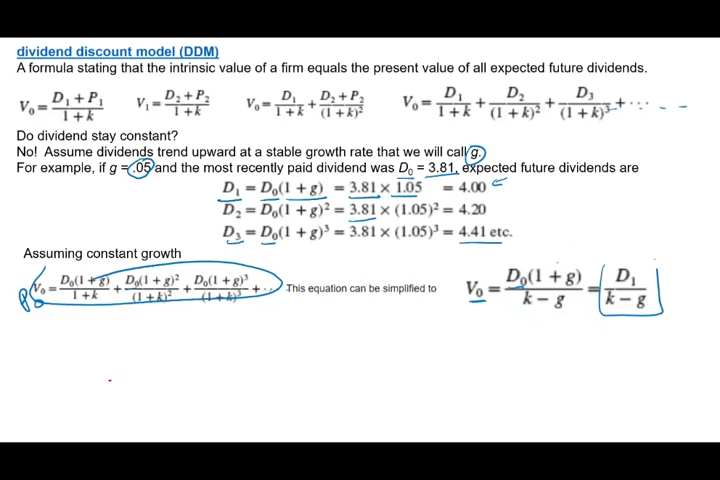 dividend discount model (DDM)
A formula stating that the intrinsic value of a firm equals the present value of all expected future dividends.
V₀ = (D₁ + P₁)/(1 + k) V₁ = (D₂ + P₂)/(1 + k) V₀ = D₁/(1 + k) + (D₂ + P₂)/(1 + k)² V₀ = D₁/(1 + k) + D₂/(1 + k)² + D₃/(1 + k)³ + ···
Do dividend stay constant?
No! Assume dividends trend upward at a stable growth rate that we will call g.
For example, if g = .05 and the most recently paid dividend was D₀ = 3.81, expected future dividends are
D₁ = D₀(1 + g) = 3.81 × 1.05 = 4.00
D₂ = D₀(1 + g)² = 3.81 × (1.05)² = 4.20
D₃ = D₀(1 + g)³ = 3.81 × (1.05)³ = 4.41 etc.
Assuming constant growth
V₀ = D₀(1 + g)/(1 + k) + D₀(1 + g)²/(1 + k)² + D₀(1 + g)³/(1 + k)³ + ··· This equation can be simplified to V₀ = D₀(1 + g)/(k − g) = D₁/(k − g)